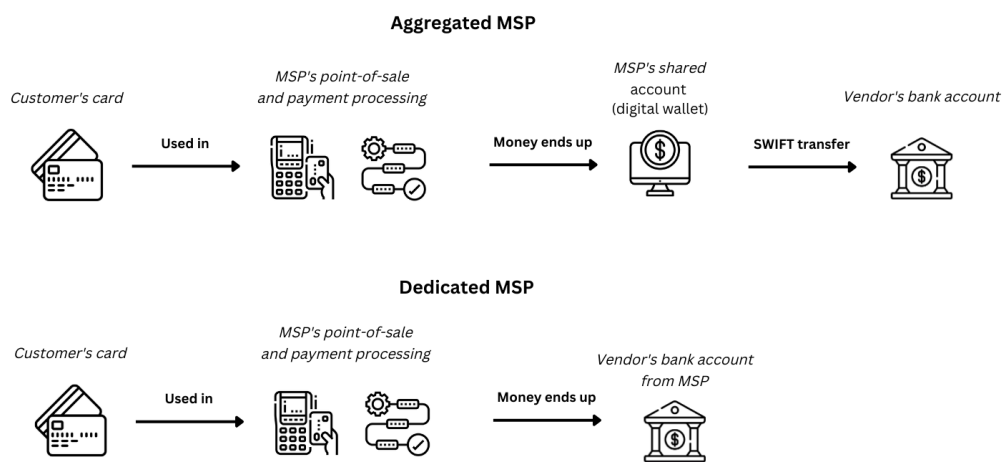 Aggregated MSP
Customer's card
Used in
MSP's point-of-sale
and payment processing
Money ends up
MSP's shared
account
(digital wallet)
SWIFT transfer
Vendor's bank account
Dedicated MSP
Customer's card
Used in
MSP's point-of-sale
and payment processing
Money ends up
Vendor's bank account
from MSP